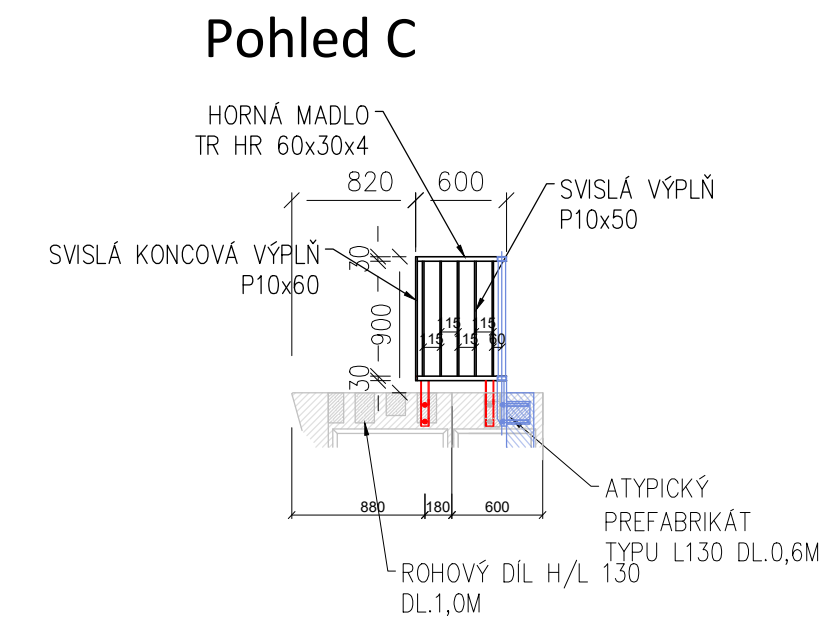 Pohled C
HORNÁ MADLO
TR HR 60x30x4
820
600
SVISLÁ VÝPLŇ
P10x50
SVISLÁ KONCOVÁ VÝPLŇ
P10x60
30
900
30
115
115
115
115
60
880
180
600
ATYPICKÝ
PREFABRIKÁT
TYPU L130 DL.0,6M
ROHOVÝ DÍL H/L 130
DL.1,0M